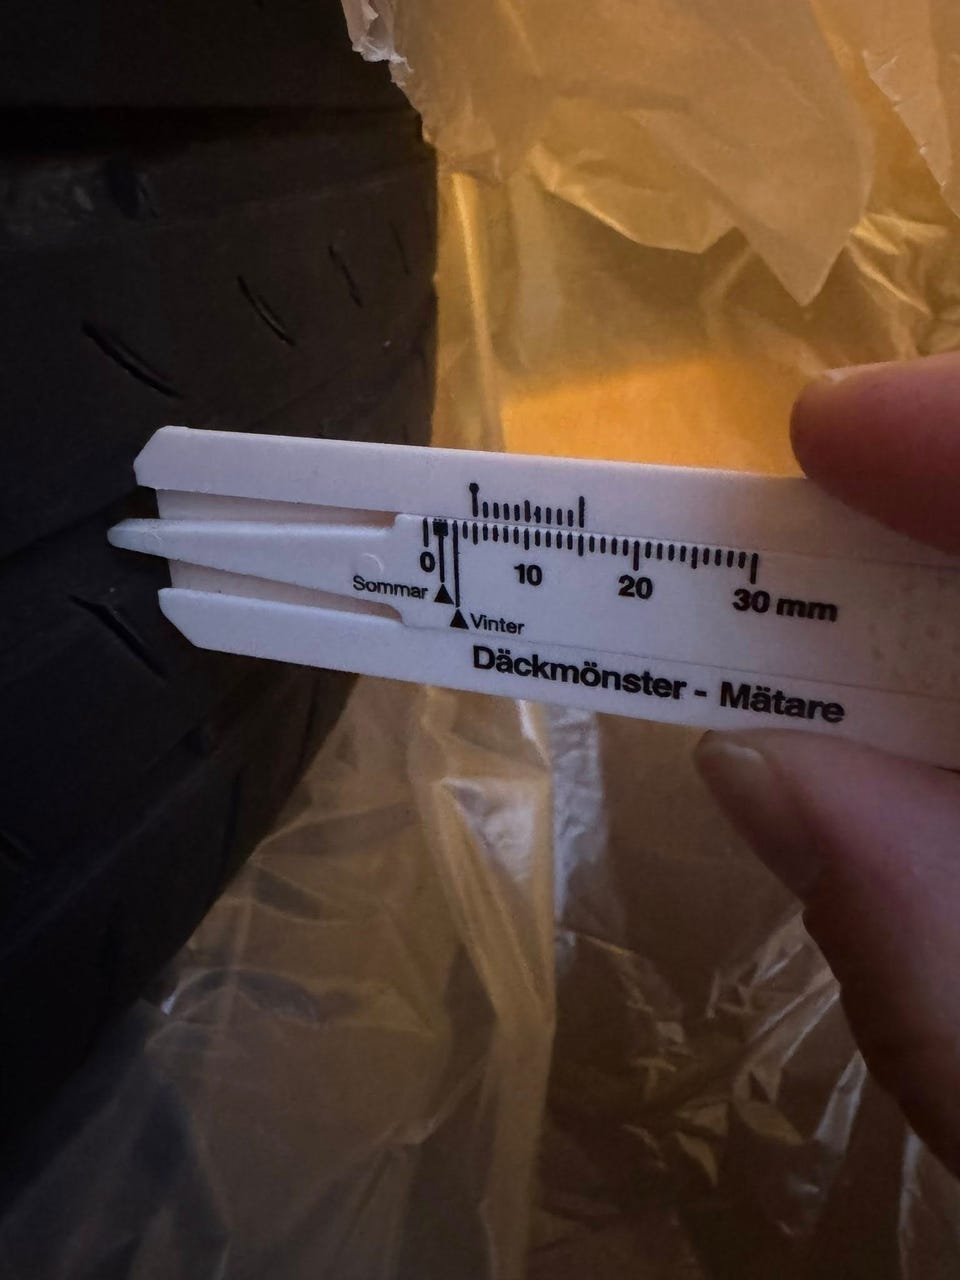 0 10 20 30 mm
Sommar
Vinter
Däckmönster - Mätare